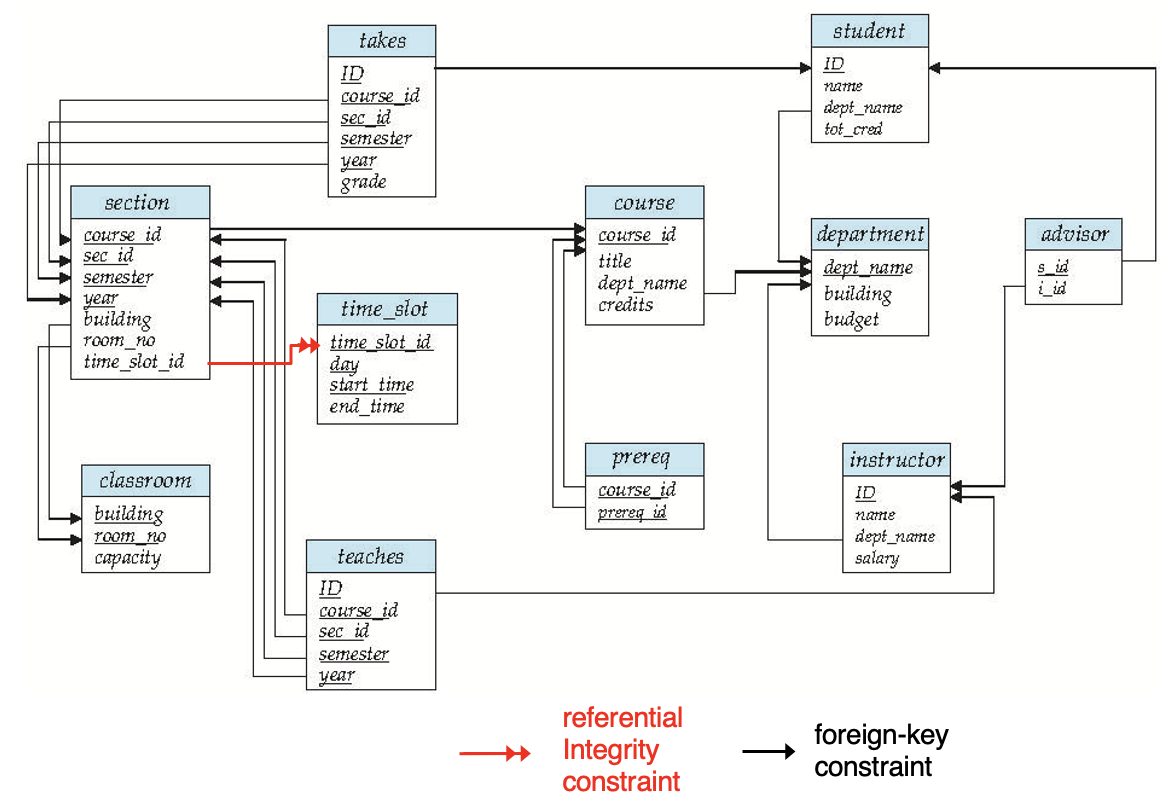 takes
ID
course_id
sec_id
semester
year
grade
student
ID
name
dept_name
tot_cred
section
course_id
sec_id
semester
year
building
room_no
time_slot_id
course
course_id
title
dept_name
credits
department
dept_name
building
budget
advisor
s_id
i_id
time_slot
time_slot_id
day
start_time
end_time
prereq
course_id
prereq_id
instructor
ID
name
dept_name
salary
classroom
building
room_no
capacity
teaches
ID
course_id
sec_id
semester
year
referential
Integrity
constraint
foreign-key
constraint